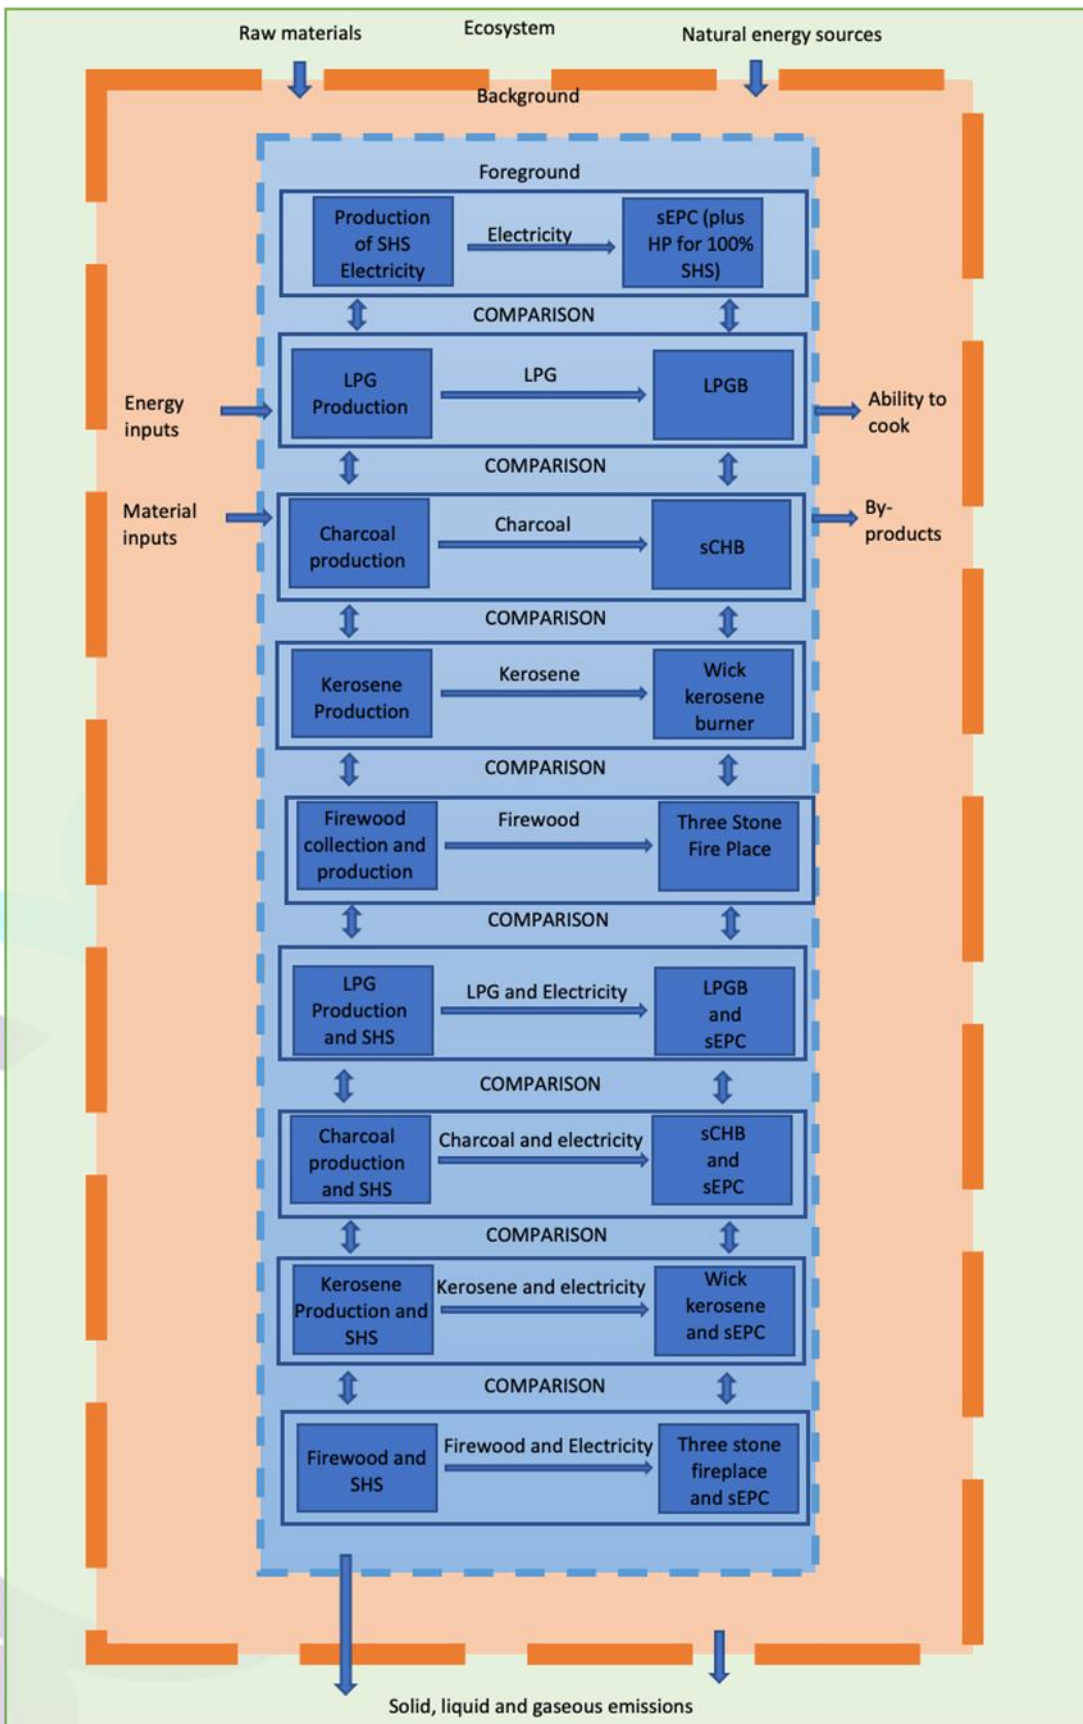 Raw materials
Ecosystem
Natural energy sources
Background
Foreground
Production
of SHS
Electricity
Electricity
sEPC (plus
HP for 100%
SHS)
COMPARISON
LPG
Production
LPG
LPGB
Energy
inputs
Ability to
cook
COMPARISON
Material
inputs
Charcoal
production
Charcoal
sCHB
By-
products
COMPARISON
Kerosene
Production
Kerosene
Wick
kerosene
burner
COMPARISON
Firewood
collection and
production
Firewood
Three Stone
Fire Place
COMPARISON
LPG
Production
and SHS
LPG and Electricity
LPGB
and
sEPC
COMPARISON
Charcoal
production
and SHS
Charcoal and electricity
sCHB
and
sEPC
COMPARISON
Kerosene
Production and
SHS
Kerosene and electricity
Wick
kerosene
and sEPC
COMPARISON
Firewood and
SHS
Firewood and Electricity
Three stone
fireplace
and sEPC
Solid, liquid and gaseous emissions